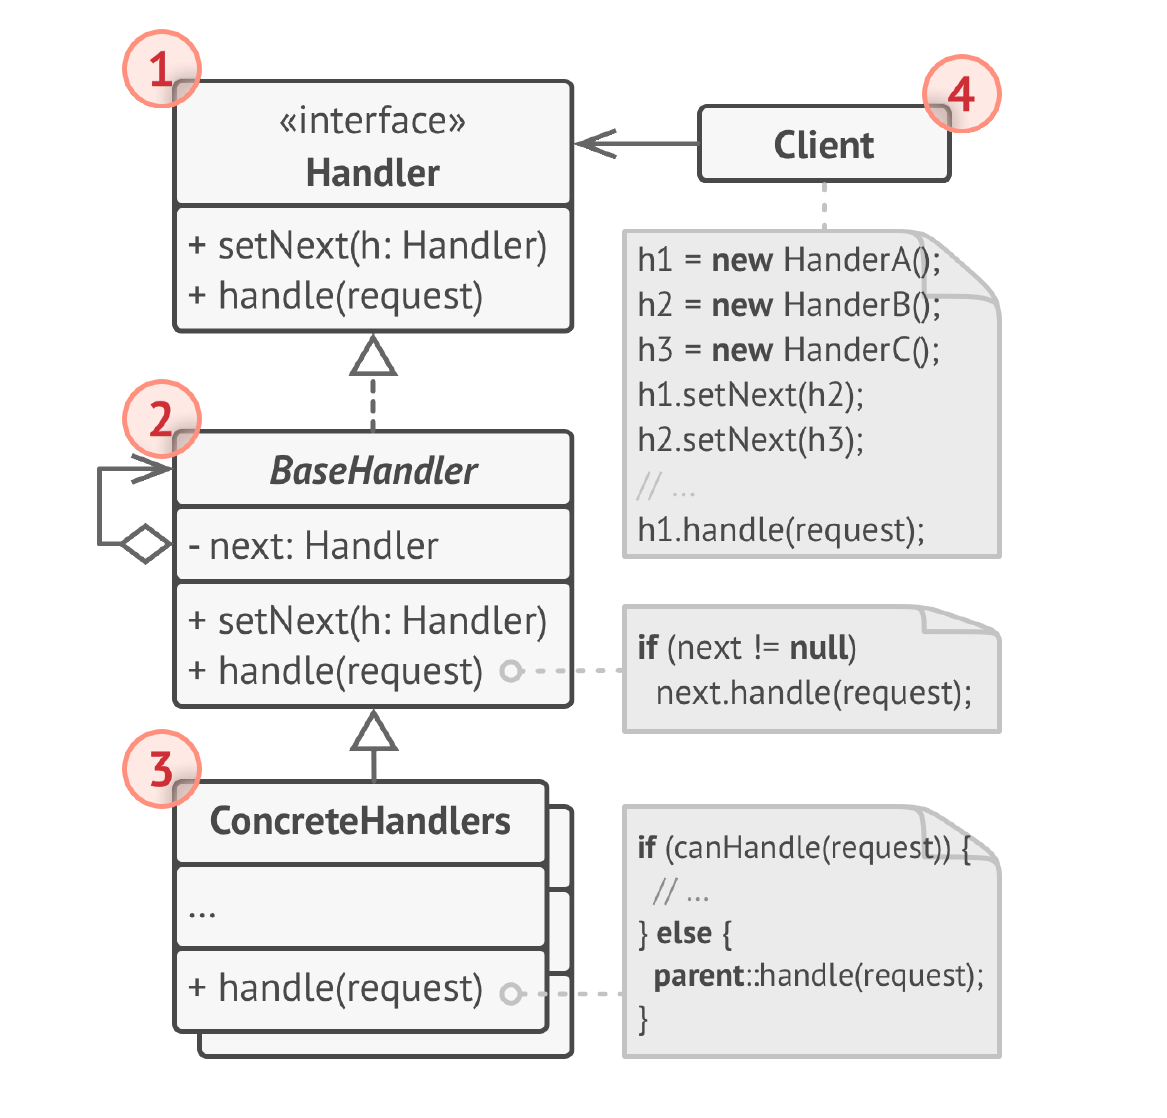 1
«interface»
Handler
+ setNext(h: Handler)
+ handle(request)
4
Client
h1 = new HanderA();
h2 = new HanderB();
h3 = new HanderC();
h1.setNext(h2);
h2.setNext(h3);
// ...
h1.handle(request);
2
BaseHandler
- next: Handler
+ setNext(h: Handler)
+ handle(request)
if (next != null)
next.handle(request);
3
ConcreteHandlers
...
+ handle(request)
if (canHandle(request)) {
// ...
} else {
parent::handle(request);
}